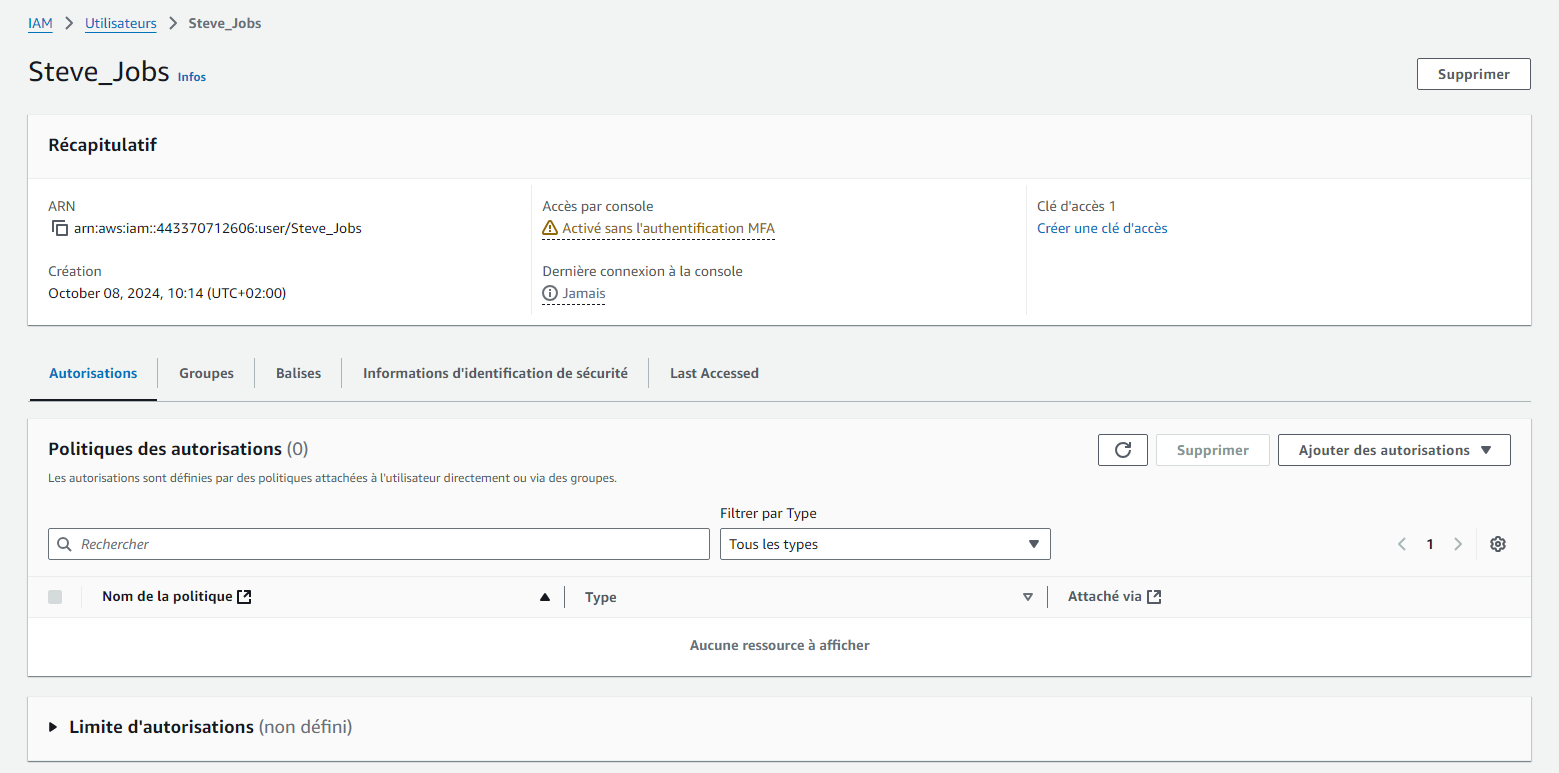 IAM > Utilisateurs > Steve_Jobs
Steve_Jobs Infos
Supprimer
Récapitulatif
ARN
arn:aws:iam::443370712606:user/Steve_Jobs
Création
October 08, 2024, 10:14 (UTC+02:00)
Accès par console
Activé sans l'authentification MFA
Dernière connexion à la console
Jamais
Clé d'accès 1
Créer une clé d'accès
Autorisations Groupes Balises Informations d'identification de sécurité Last Accessed
Politiques des autorisations (0)
Les autorisations sont définies par des politiques attachées à l'utilisateur directement ou via des groupes.
Supprimer Ajouter des autorisations
Filtrer par Type
Rechercher Tous les types 1
Nom de la politique Type Attaché via
Aucune ressource à afficher
Limite d'autorisations (non défini)